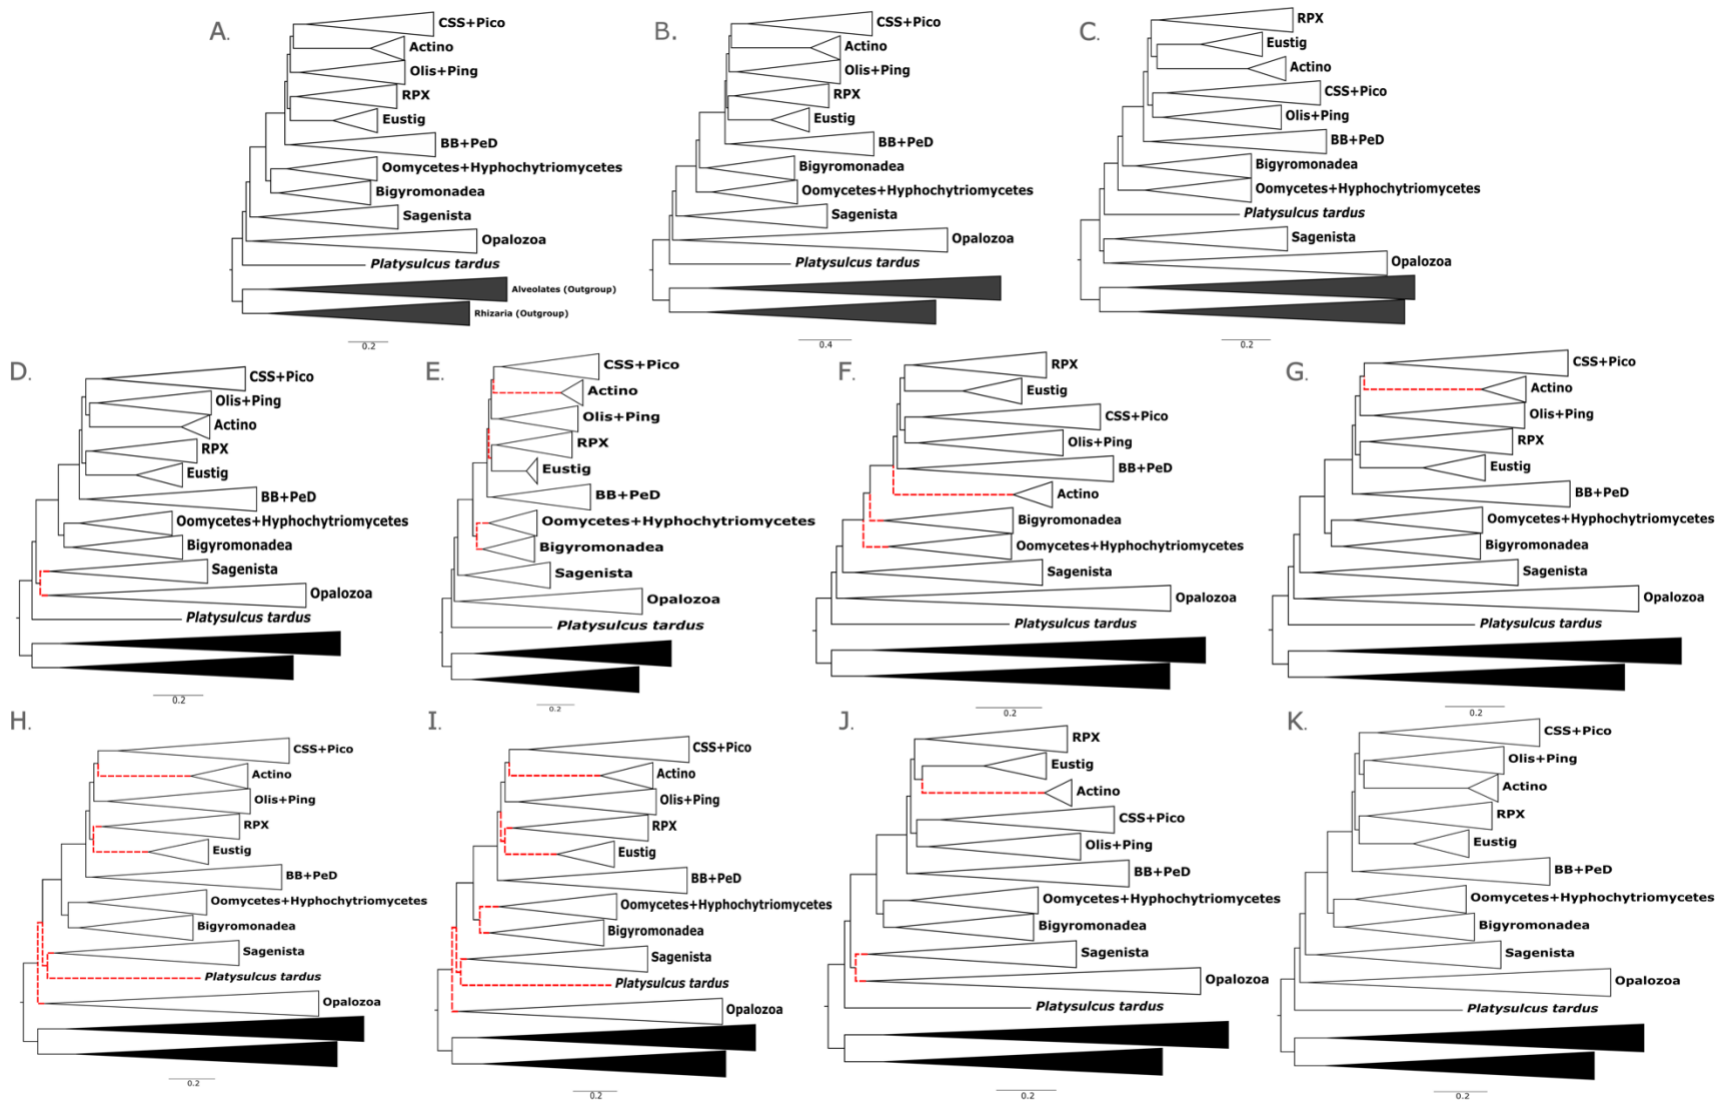 A.
CSS+Pico
Actino
Olis+Ping
RPX
Eustig
BB+PeD
Oomycetes+Hyphochytriomycetes
Bigyromonadea
Sagenista
Opalozoa
Platysulcus tardus
Alveolates (Outgroup)
Rhizaria (Outgroup)
0.2
B.
CSS+Pico
Actino
Olis+Ping
RPX
Eustig
BB+PeD
Bigyromonadea
Oomycetes+Hyphochytriomycetes
Sagenista
Opalozoa
Platysulcus tardus
0.4
C.
RPX
Eustig
Actino
CSS+Pico
Olis+Ping
BB+PeD
Bigyromonadea
Oomycetes+Hyphochytriomycetes
Platysulcus tardus
Sagenista
Opalozoa
0.2
D.
CSS+Pico
Olis+Ping
Actino
RPX
Eustig
BB+PeD
Oomycetes+Hyphochytriomycetes
Bigyromonadea
Sagenista
Opalozoa
Platysulcus tardus
0.2
E.
CSS+Pico
Actino
Olis+Ping
RPX
Eustig
BB+PeD
Oomycetes+Hyphochytriomycetes
Bigyromonadea
Sagenista
Opalozoa
Platysulcus tardus
0.2
F.
RPX
Eustig
CSS+Pico
Olis+Ping
BB+PeD
Actino
Bigyromonadea
Oomycetes+Hyphochytriomycetes
Sagenista
Opalozoa
Platysulcus tardus
0.2
G.
CSS+Pico
Actino
Olis+Ping
RPX
Eustig
BB+PeD
Oomycetes+Hyphochytriomycetes
Bigyromonadea
Sagenista
Opalozoa
Platysulcus tardus
0.2
H.
CSS+Pico
Actino
Olis+Ping
RPX
Eustig
BB+PeD
Oomycetes+Hyphochytriomycetes
Bigyromonadea
Sagenista
Platysulcus tardus
Opalozoa
0.2
I.
CSS+Pico
Actino
Olis+Ping
RPX
Eustig
BB+PeD
Oomycetes+Hyphochytriomycetes
Bigyromonadea
Sagenista
Platysulcus tardus
Opalozoa
0.2
J.
RPX
Eustig
Actino
CSS+Pico
Olis+Ping
BB+PeD
Oomycetes+Hyphochytriomycetes
Bigyromonadea
Sagenista
Opalozoa
Platysulcus tardus
0.2
K.
CSS+Pico
Olis+Ping
Actino
RPX
Eustig
BB+PeD
Oomycetes+Hyphochytriomycetes
Bigyromonadea
Sagenista
Opalozoa
Platysulcus tardus
0.2